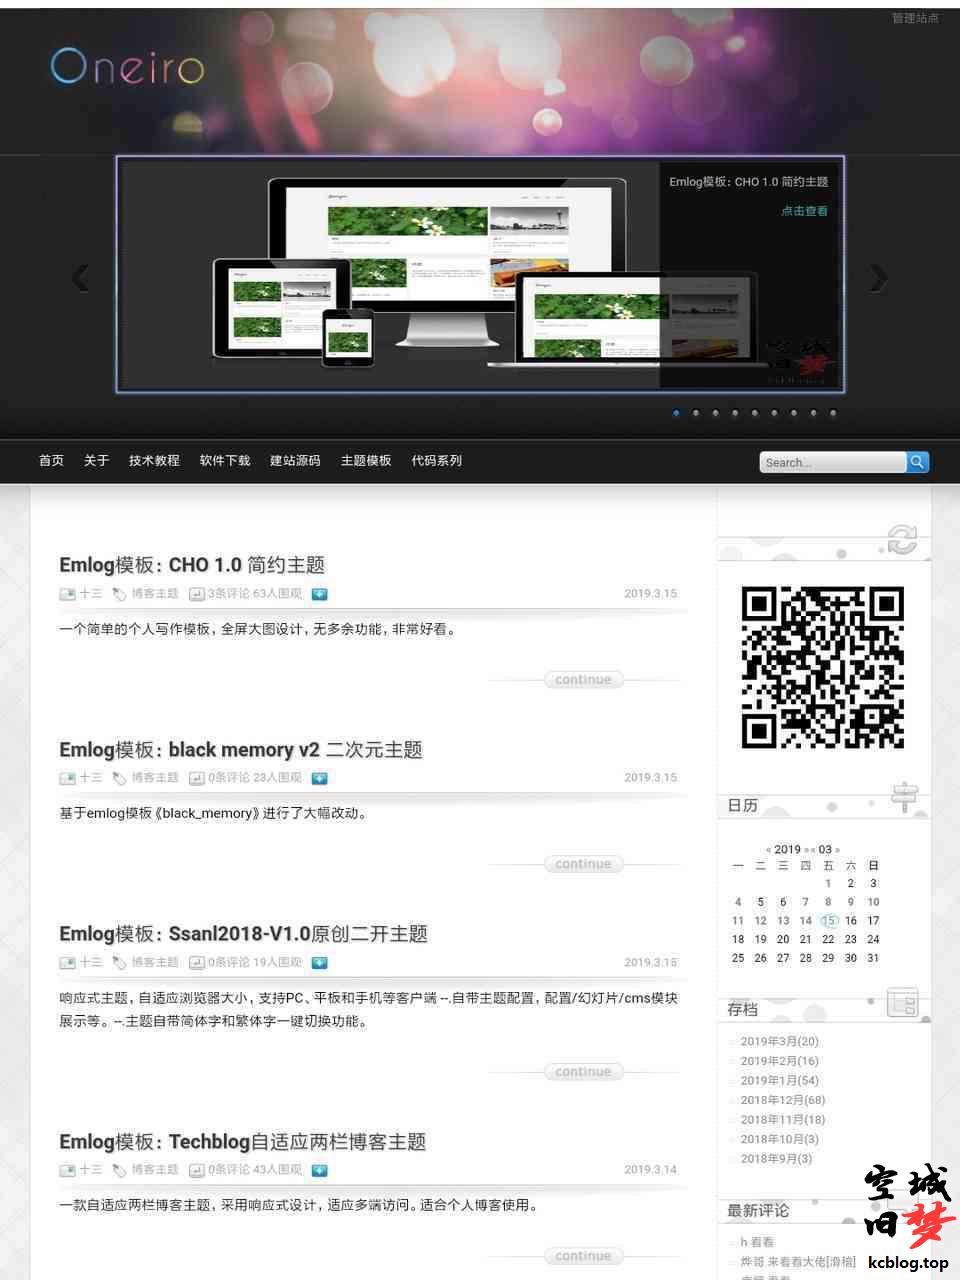 管理站点
Oneiro
Emlog模板：CHO 1.0 简约主题
点击查看
首页 关于 技术教程 软件下载 建站源码 主题模板 代码系列
Search...
Emlog模板：CHO 1.0 简约主题
十三 博客主题 3条评论 63人围观 2019.3.15
一个简单的个人写作模板，全屏大图设计，无多余功能，非常好看。
continue
Emlog模板：black memory v2 二次元主题
十三 博客主题 0条评论 23人围观 2019.3.15
基于emlog模板《black_memory》进行了大幅改动。
continue
Emlog模板：Ssanl2018-V1.0原创二开主题
十三 博客主题 0条评论 19人围观 2019.3.15
响应式主题，自适应浏览器大小，支持PC、平板和手机等客户端 --.自带主题配置，配置/幻灯片/cms模块
展示等。--.主题自带简体字和繁体字一键切换功能。
continue
Emlog模板：Techblog自适应两栏博客主题
十三 博客主题 0条评论 43人围观 2019.3.14
一款自适应两栏博客主题，采用响应式设计，适应多端访问。适合个人博客使用。
continue
日历
« 2019 »« 03 »
一 二 三 四 五 六 日
1 2 3
4 5 6 7 8 9 10
11 12 13 14 15 16 17
18 19 20 21 22 23 24
25 26 27 28 29 30 31
存档
2019年3月(20)
2019年2月(16)
2019年1月(54)
2018年12月(68)
2018年11月(18)
2018年10月(3)
2018年9月(3)
最新评论
h 看看
烨哥 来看看大佬[滑稽]
空城
旧梦
kcblog.top